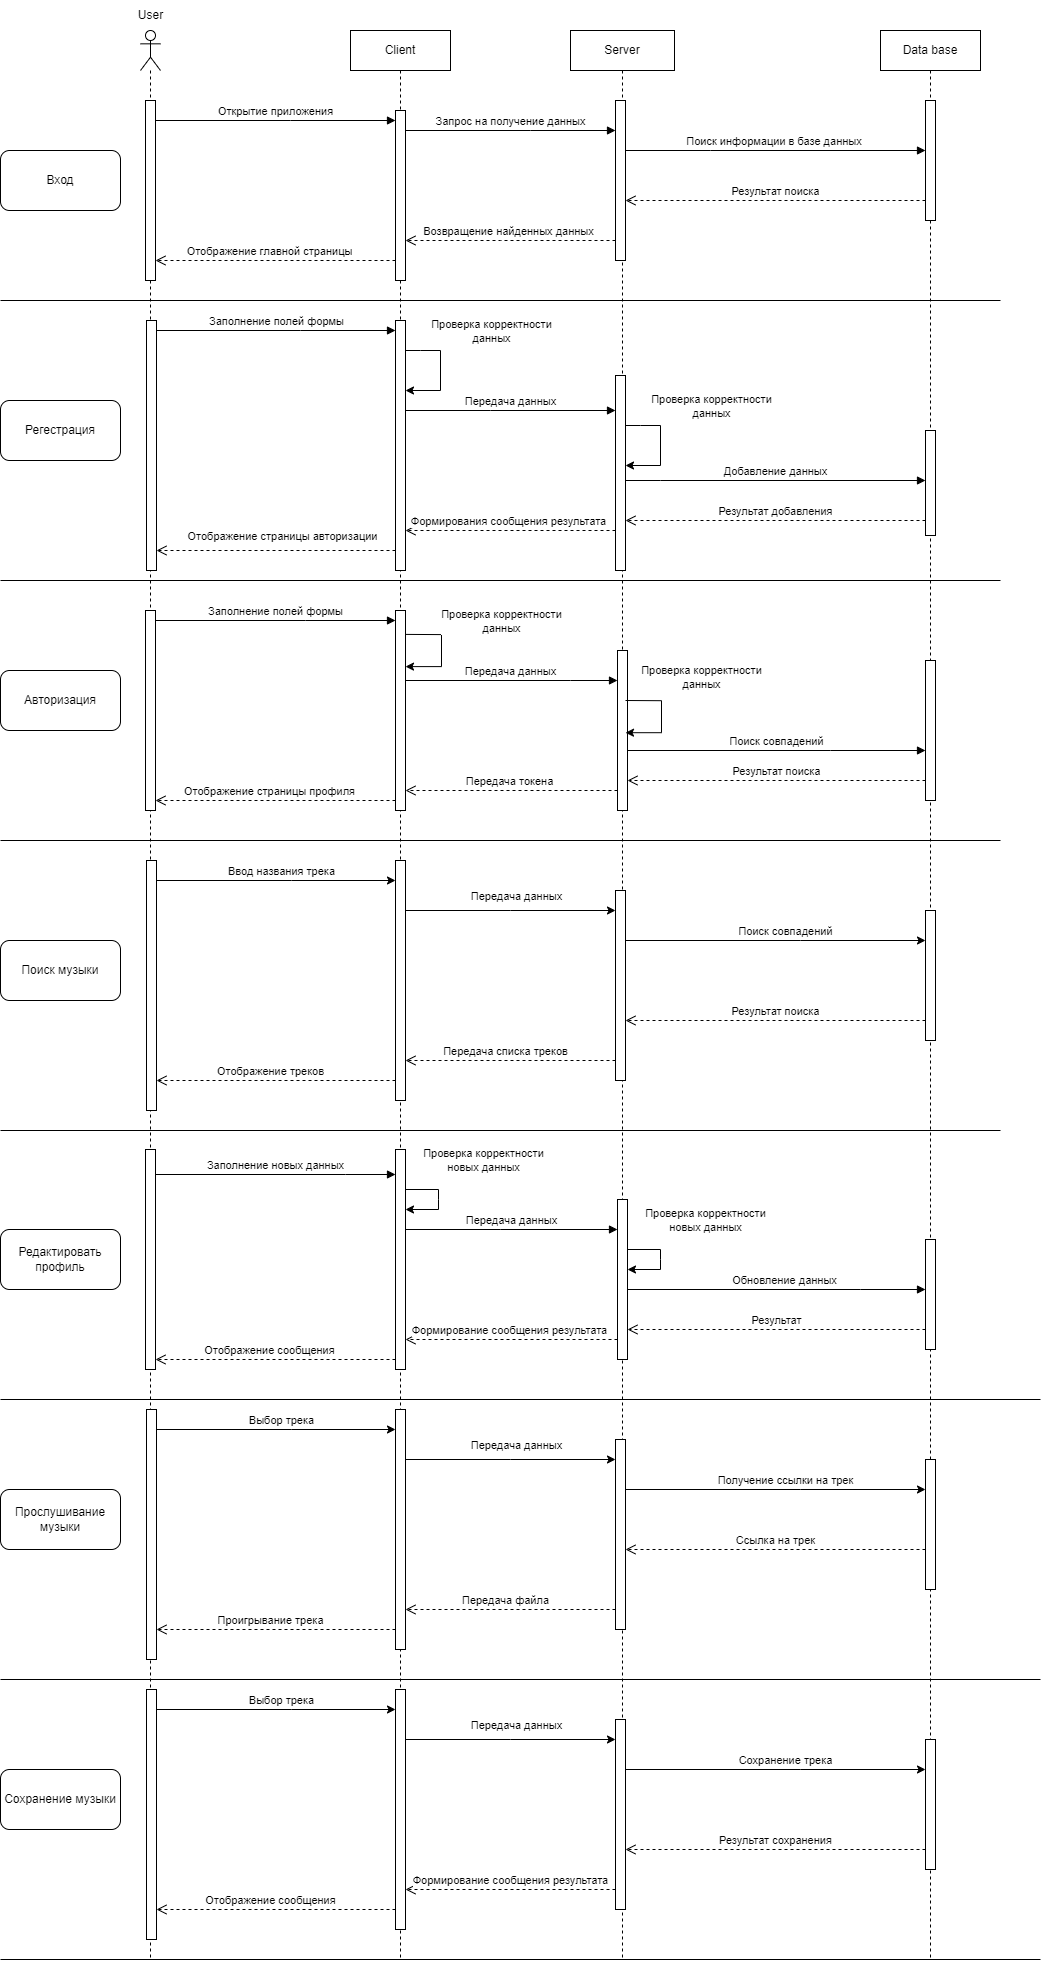 User
Client
Server
Data base
Открытие приложения
Запрос на получение данных
Поиск информации в базе данных
Вход
Результат поиска
Возвращение найденных данных
Отображение главной страницы
Заполнение полей формы
Проверка корректности
данных
Передача данных
Проверка корректности
данных
Регестрация
Добавление данных
Результат добавления
Формирования сообщения результата
Отображение страницы авторизации
Заполнение полей формы
Проверка корректности
данных
Передача данных
Проверка корректности
данных
Авторизация
Поиск совпадений
Результат поиска
Передача токена
Отображение страницы профиля
Ввод названия трека
Передача данных
Поиск совпадений
Поиск музыки
Результат поиска
Передача списка треков
Отображение треков
Проверка корректности
новых данных
Заполнение новых данных
Передача данных
Проверка корректности
новых данных
Редактировать
профиль
Обновление данных
Результат
Формирование сообщения результата
Отображение сообщения
Выбор трека
Передача данных
Получение ссылки на трек
Прослушивание
музыки
Ссылка на трек
Передача файла
Проигрывание трека
Выбор трека
Передача данных
Сохранение трека
Сохранение музыки
Результат сохранения
Формирование сообщения результата
Отображение сообщения